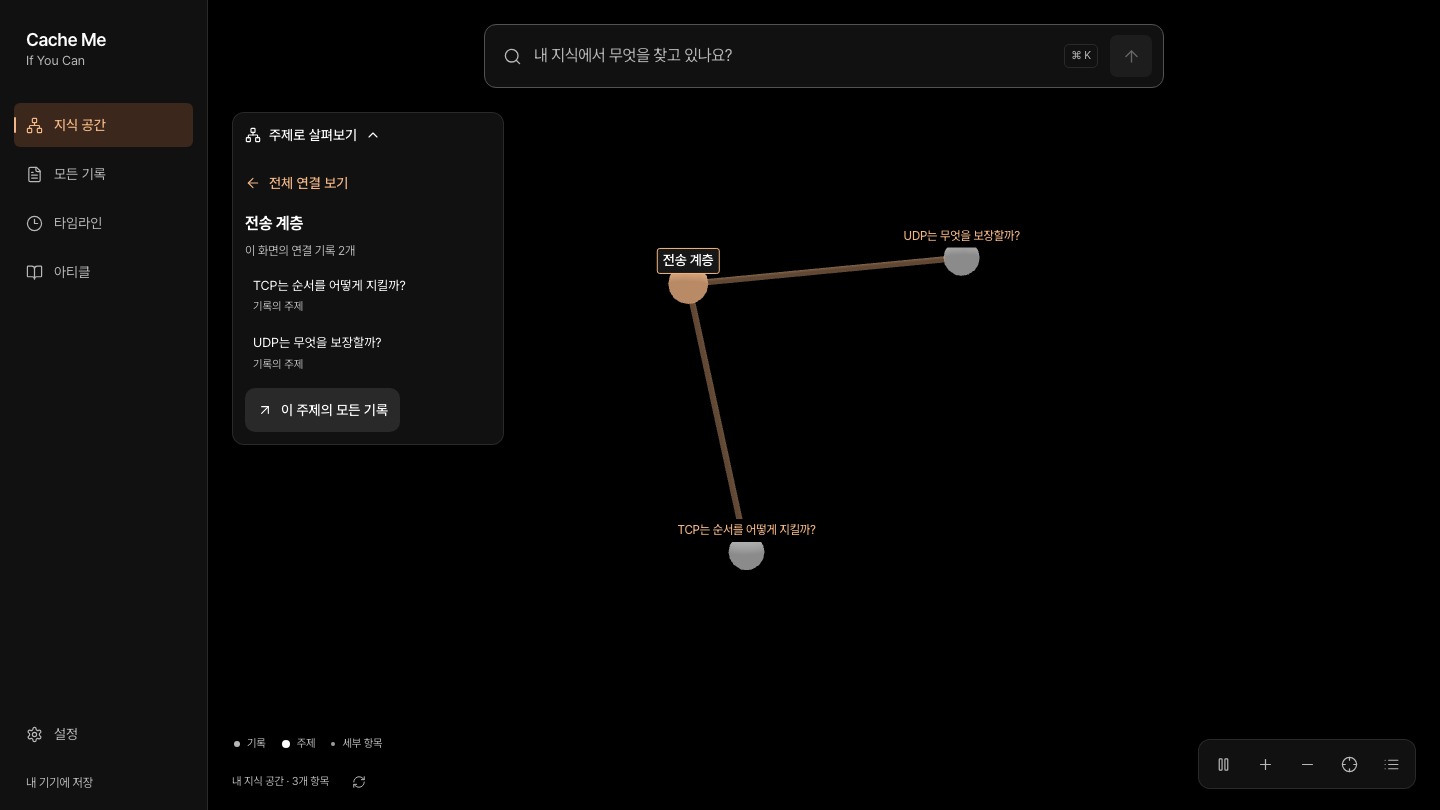 Cache Me
If You Can
지식 공간
모든 기록
타임라인
아티클
설정
내 기기에 저장
내 지식에서 무엇을 찾고 있나요?
⌘ K
주제로 살펴보기
전체 연결 보기
전송 계층
이 화면의 연결 기록 2개
TCP는 순서를 어떻게 지킬까?
기록의 주제
UDP는 무엇을 보장할까?
기록의 주제
이 주제의 모든 기록
UDP는 무엇을 보장할까?
전송 계층
TCP는 순서를 어떻게 지킬까?
기록
주제
세부 항목
내 지식 공간 · 3개 항목